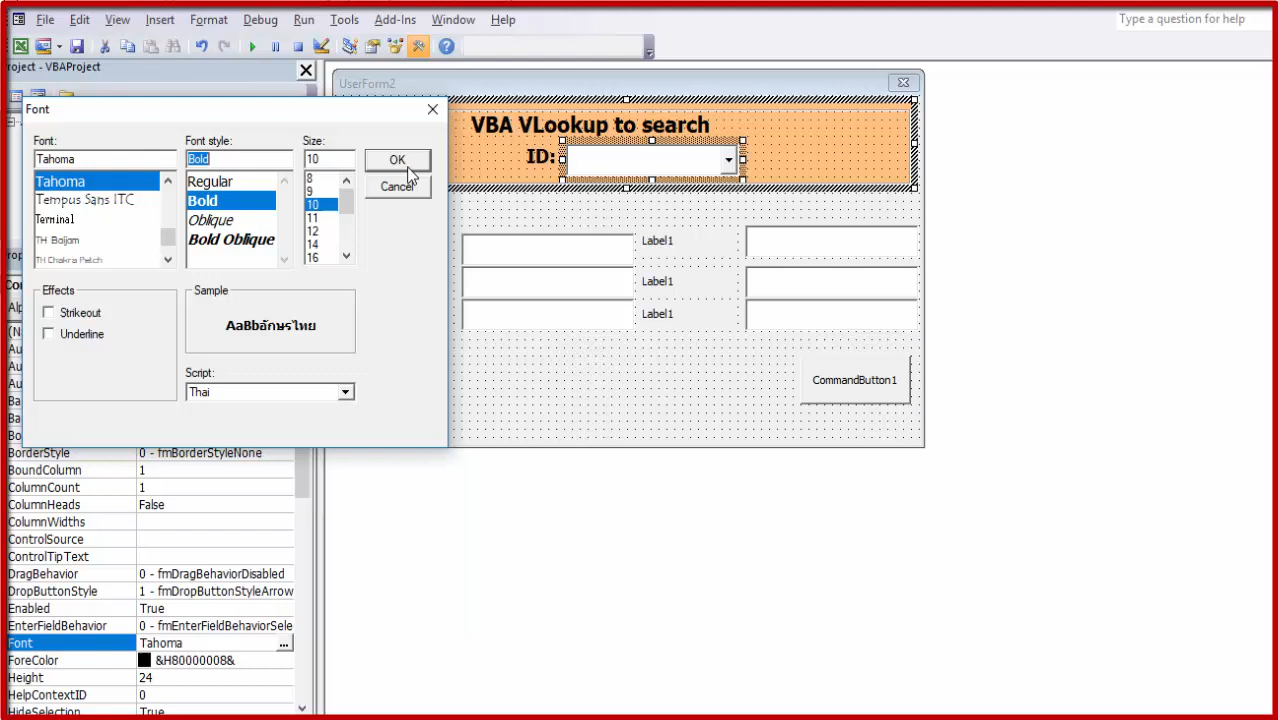 File Edit View Insert Format Debug Run Tools Add-Ins Window Help
Type a question for help
roject - VBAProject
UserForm2
Font
VBA VLookup to search
ID:
Font:
Font style:
Size:
Tahoma
Bold
10
OK
Cancel
Tahoma
Tempus Sans ITC
Terminal
TH Baijam
TH Chakra Petch
Regular
Bold
Oblique
Bold Oblique
8
9
10
11
12
14
16
Effects
Strikeout
Underline
Sample
AaBbอักษรไทย
Script:
Thai
Label1
Label1
Label1
CommandButton1
BorderStyle 0 - fmBorderStyleNone
BoundColumn 1
ColumnCount 1
ColumnHeads False
ColumnWidths
ControlSource
ControlTipText
DragBehavior 0 - fmDragBehaviorDisabled
DropButtonStyle 1 - fmDropButtonStyleArrow
Enabled True
EnterFieldBehavior 0 - fmEnterFieldBehaviorSele
Font Tahoma ...
ForeColor &H80000008&
Height 24
HelpContextID 0
HideSelection True